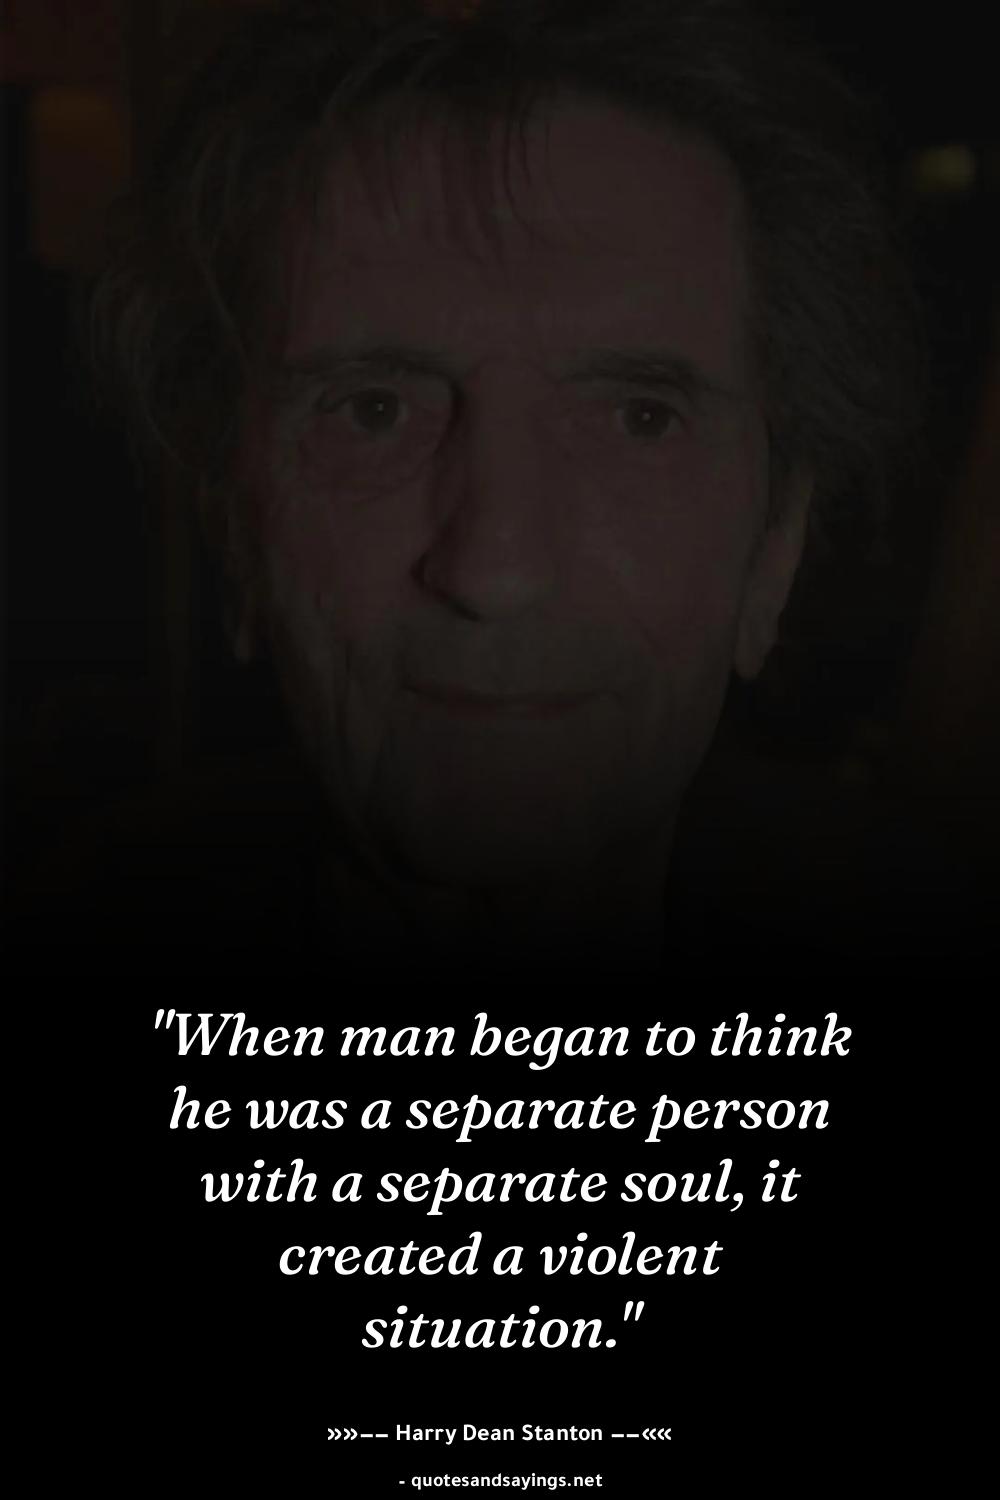 "When man began to think
he was a separate person
with a separate soul, it
created a violent
situation."
»»–– Harry Dean Stanton ––««
- quotesandsayings.net